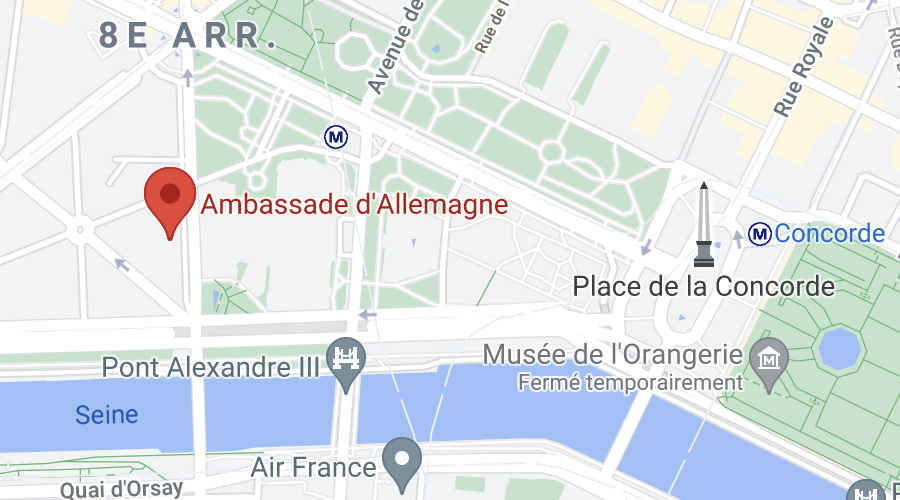 8E ARR.
Avenue de
Rue de l'
Rue Royale
M
Ambassade d'Allemagne
M Concorde
Place de la Concorde
Musée de l'Orangerie
Fermé temporairement
M
Pont Alexandre III
Seine
Air France
Quai d'Orsay